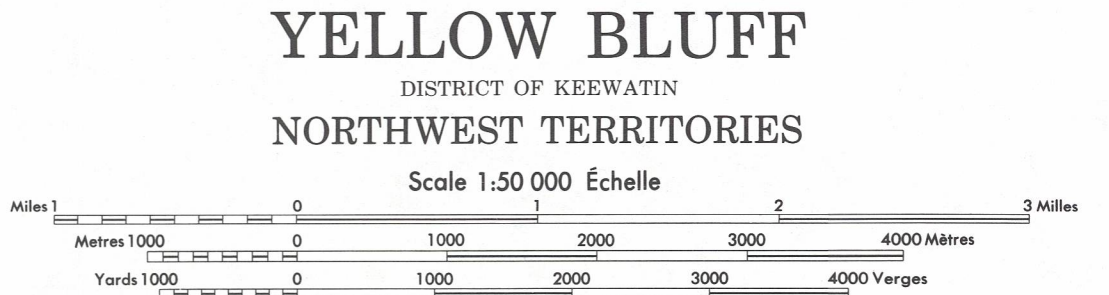 YELLOW BLUFF
DISTRICT OF KEEWATIN
NORTHWEST TERRITORIES
Scale 1:50 000 Échelle
Miles 1 0 1 2 3 Milles
Metres 1000 0 1000 2000 3000 4000 Mètres
Yards 1000 0 1000 2000 3000 4000 Verges